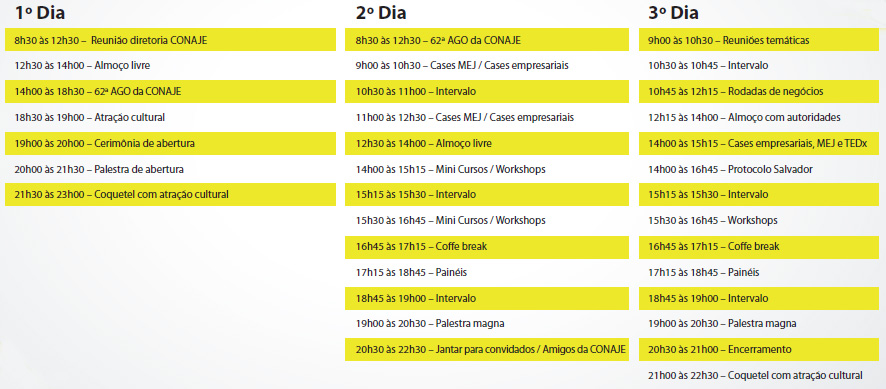 1º Dia
8h30 às 12h30 – Reunião diretoria CONAJE
12h30 às 14h00 – Almoço livre
14h00 às 18h30 – 62ª AGO da CONAJE
18h30 às 19h00 – Atração cultural
19h00 às 20h00 – Cerimônia de abertura
20h00 às 21h30 – Palestra de abertura
21h30 às 23h00 – Coquetel com atração cultural
2º Dia
8h30 às 12h30 – 62ª AGO da CONAJE
9h00 às 10h30 – Cases MEJ / Cases empresariais
10h30 às 11h00 – Intervalo
11h00 às 12h30 – Cases MEJ / Cases empresariais
12h30 às 14h00 – Almoço livre
14h00 às 15h15 – Mini Cursos / Workshops
15h15 às 15h30 – Intervalo
15h30 às 16h45 – Mini Cursos / Workshops
16h45 às 17h15 – Coffe break
17h15 às 18h45 – Painéis
18h45 às 19h00 – Intervalo
19h00 às 20h30 – Palestra magna
20h30 às 22h30 – Jantar para convidados / Amigos da CONAJE
3º Dia
9h00 às 10h30 – Reuniões temáticas
10h30 às 10h45 – Intervalo
10h45 às 12h15 – Rodadas de negócios
12h15 às 14h00 – Almoço com autoridades
14h00 às 15h15 – Cases empresariais, MEJ e TEDx
14h00 às 16h45 – Protocolo Salvador
15h15 às 15h30 – Intervalo
15h30 às 16h45 – Workshops
16h45 às 17h15 – Coffe break
17h15 às 18h45 – Painéis
18h45 às 19h00 – Intervalo
19h00 às 20h30 – Palestra magna
20h30 às 21h00 – Encerramento
21h00 às 22h30 – Coquetel com atração cultural